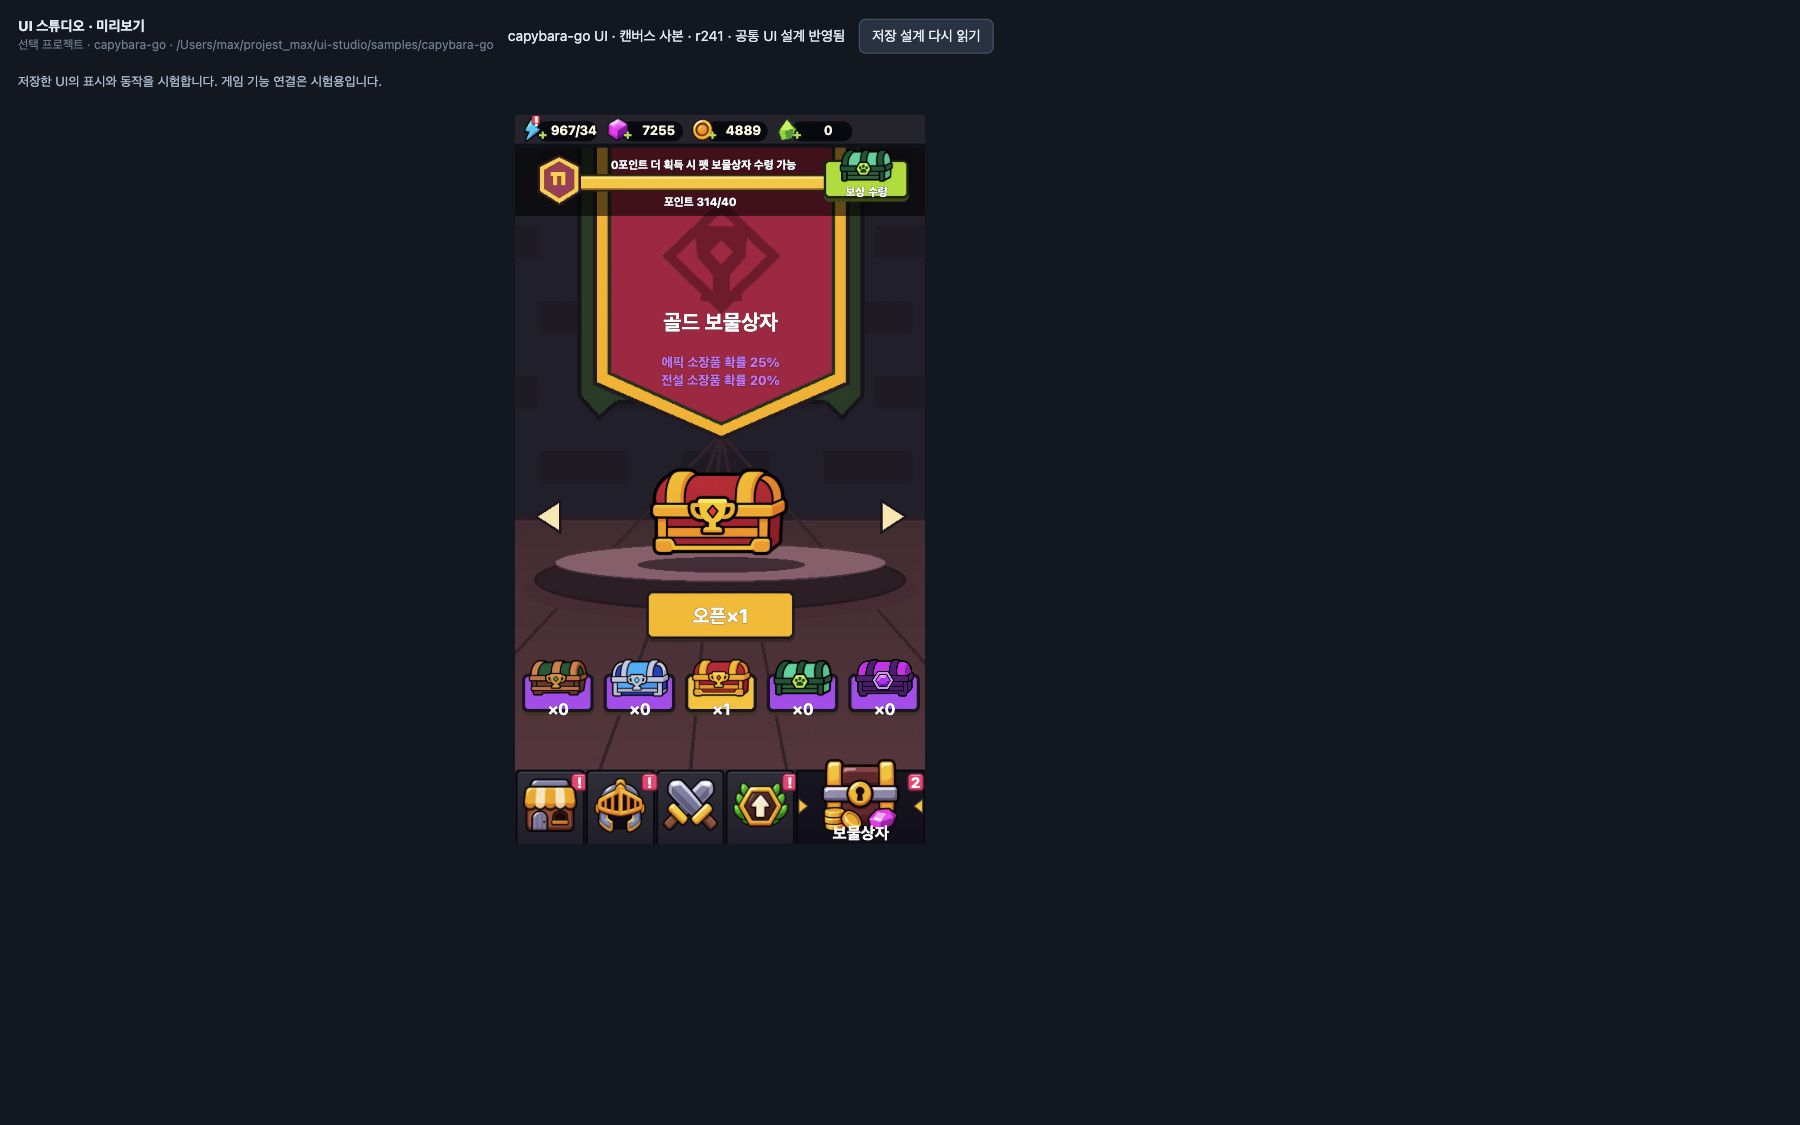 UI 스튜디오 · 미리보기
선택 프로젝트 · capybara-go · /Users/max/projest_max/ui-studio/samples/capybara-go
capybara-go UI · 캔버스 사본 · r241 · 공통 UI 설계 반영됨
저장 설계 다시 읽기
저장한 UI의 표시와 동작을 시험합니다. 게임 기능 연결은 시험용입니다.
! 967/34 7255 4889 0
0포인트 더 획득 시 펫 보물상자 수령 가능
보상 수령
포인트 314/40
골드 보물상자
에픽 소장품 확률 25%
전설 소장품 확률 20%
오픈×1
×0 ×0 ×1 ×0 ×0
! ! ! 2
보물상자